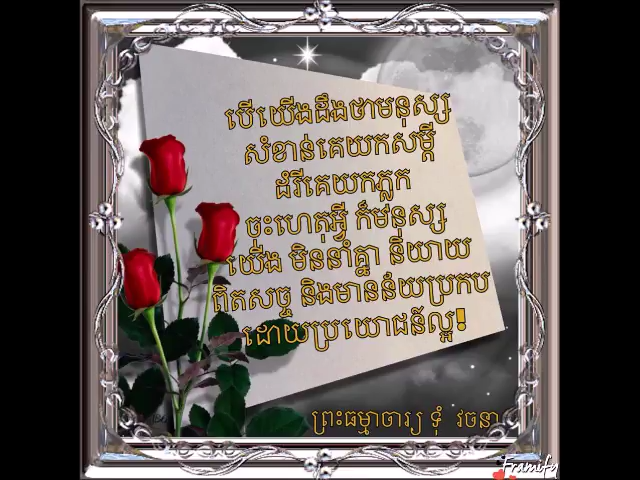 បើយើងដឹងថាមនុស្ស
សំខាន់គេយកសម្ដី
ដំរីគេយកភ្លុក
ចុះហេតុអ្វី ក៏មនុស្ស
យើង មិននាំគ្នា និយាយ
ពិតសច្ច និងមានន័យប្រកប
ដោយប្រយោជន៍ល្អ!
ព្រះធម្មាចារ្យ ទុំ វចនា
Framify